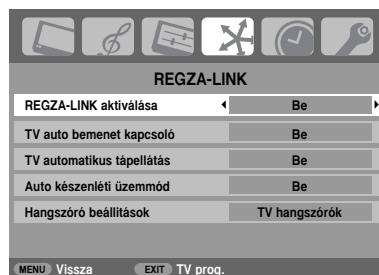 REGZA-LINK
REGZA-LINK aktiválása Be
TV auto bemenet kapcsoló Be
TV automatikus tápellátás Be
Auto készenléti üzemmód Be
Hangszóró beállitások TV hangszórók
MENU Vissza EXIT TV prog.